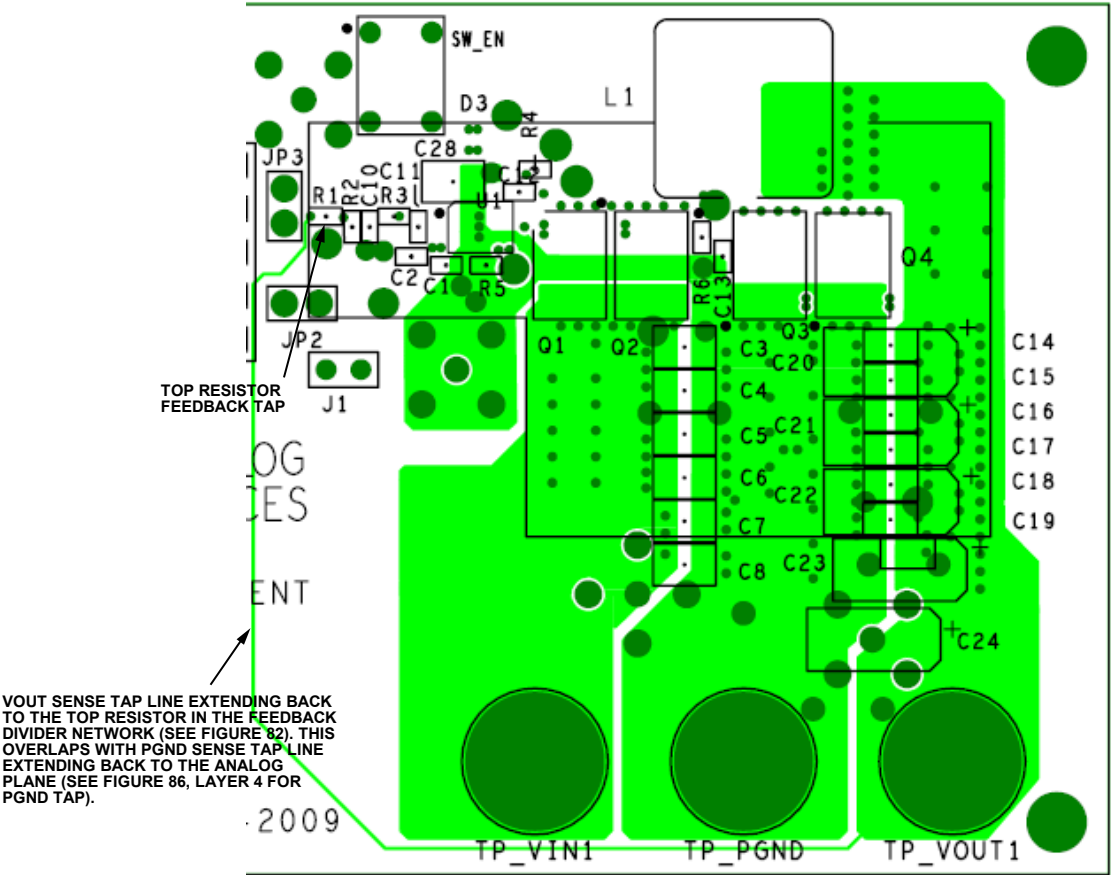 SW_EN
D3
L1
R4
C28
JP3
C11
R1
R2
C10
R3
U1
Q4
C2
C1
R5
R6
C13
JP2
Q1
Q2
C3
Q3
C20
C14
C15
TOP RESISTOR
FEEDBACK TAP
J1
C4
C16
C21
C5
C17
OG
CES
C6
C22
C18
C7
C19
C8
C23
ENT
C24
VOUT SENSE TAP LINE EXTENDING BACK
TO THE TOP RESISTOR IN THE FEEDBACK
DIVIDER NETWORK (SEE FIGURE 82). THIS
OVERLAPS WITH PGND SENSE TAP LINE
EXTENDING BACK TO THE ANALOG
PLANE (SEE FIGURE 86, LAYER 4 FOR
PGND TAP).
-2009
TP_VIN1
TP_PGND
TP_VOUT1